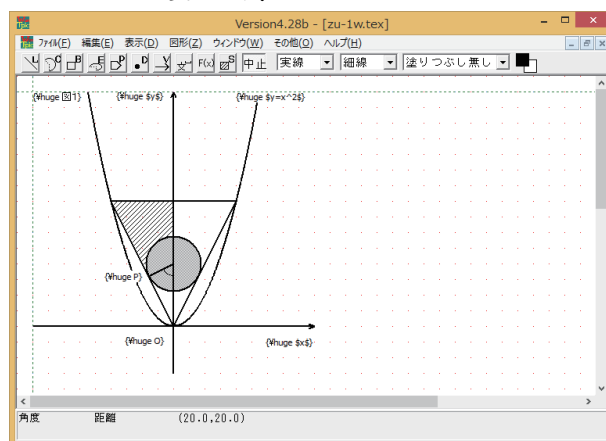 Version4.28b - [zu-1w.tex]
ファイル(F) 編集(E) 表示(D) 図形(Z) ウィンドウ(W) その他(O) ヘルプ(H)
L C B E P D V F(x) S 中止 実線 細線 塗りつぶし無し
{¥huge 図1} {¥huge $y$} {¥huge $y=x^2$}
{¥huge P}
{¥huge O} {¥huge $x$}
角度 距離 (20.0,20.0)